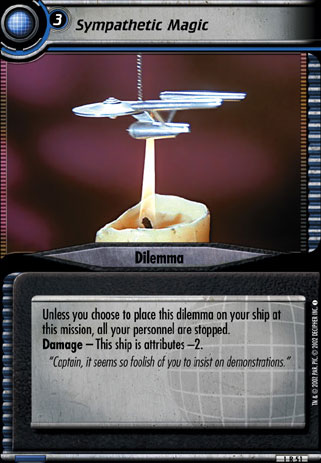 3
Sympathetic Magic
Dilemma
Unless you choose to place this dilemma on your ship at
this mission, all your personnel are stopped.
Damage – This ship is attributes –2.
"Captain, it seems so foolish of you to insist on demonstrations."
TM & © 2002 PAR. PIC. © 2002 DECIPHER INC.
1 R 51